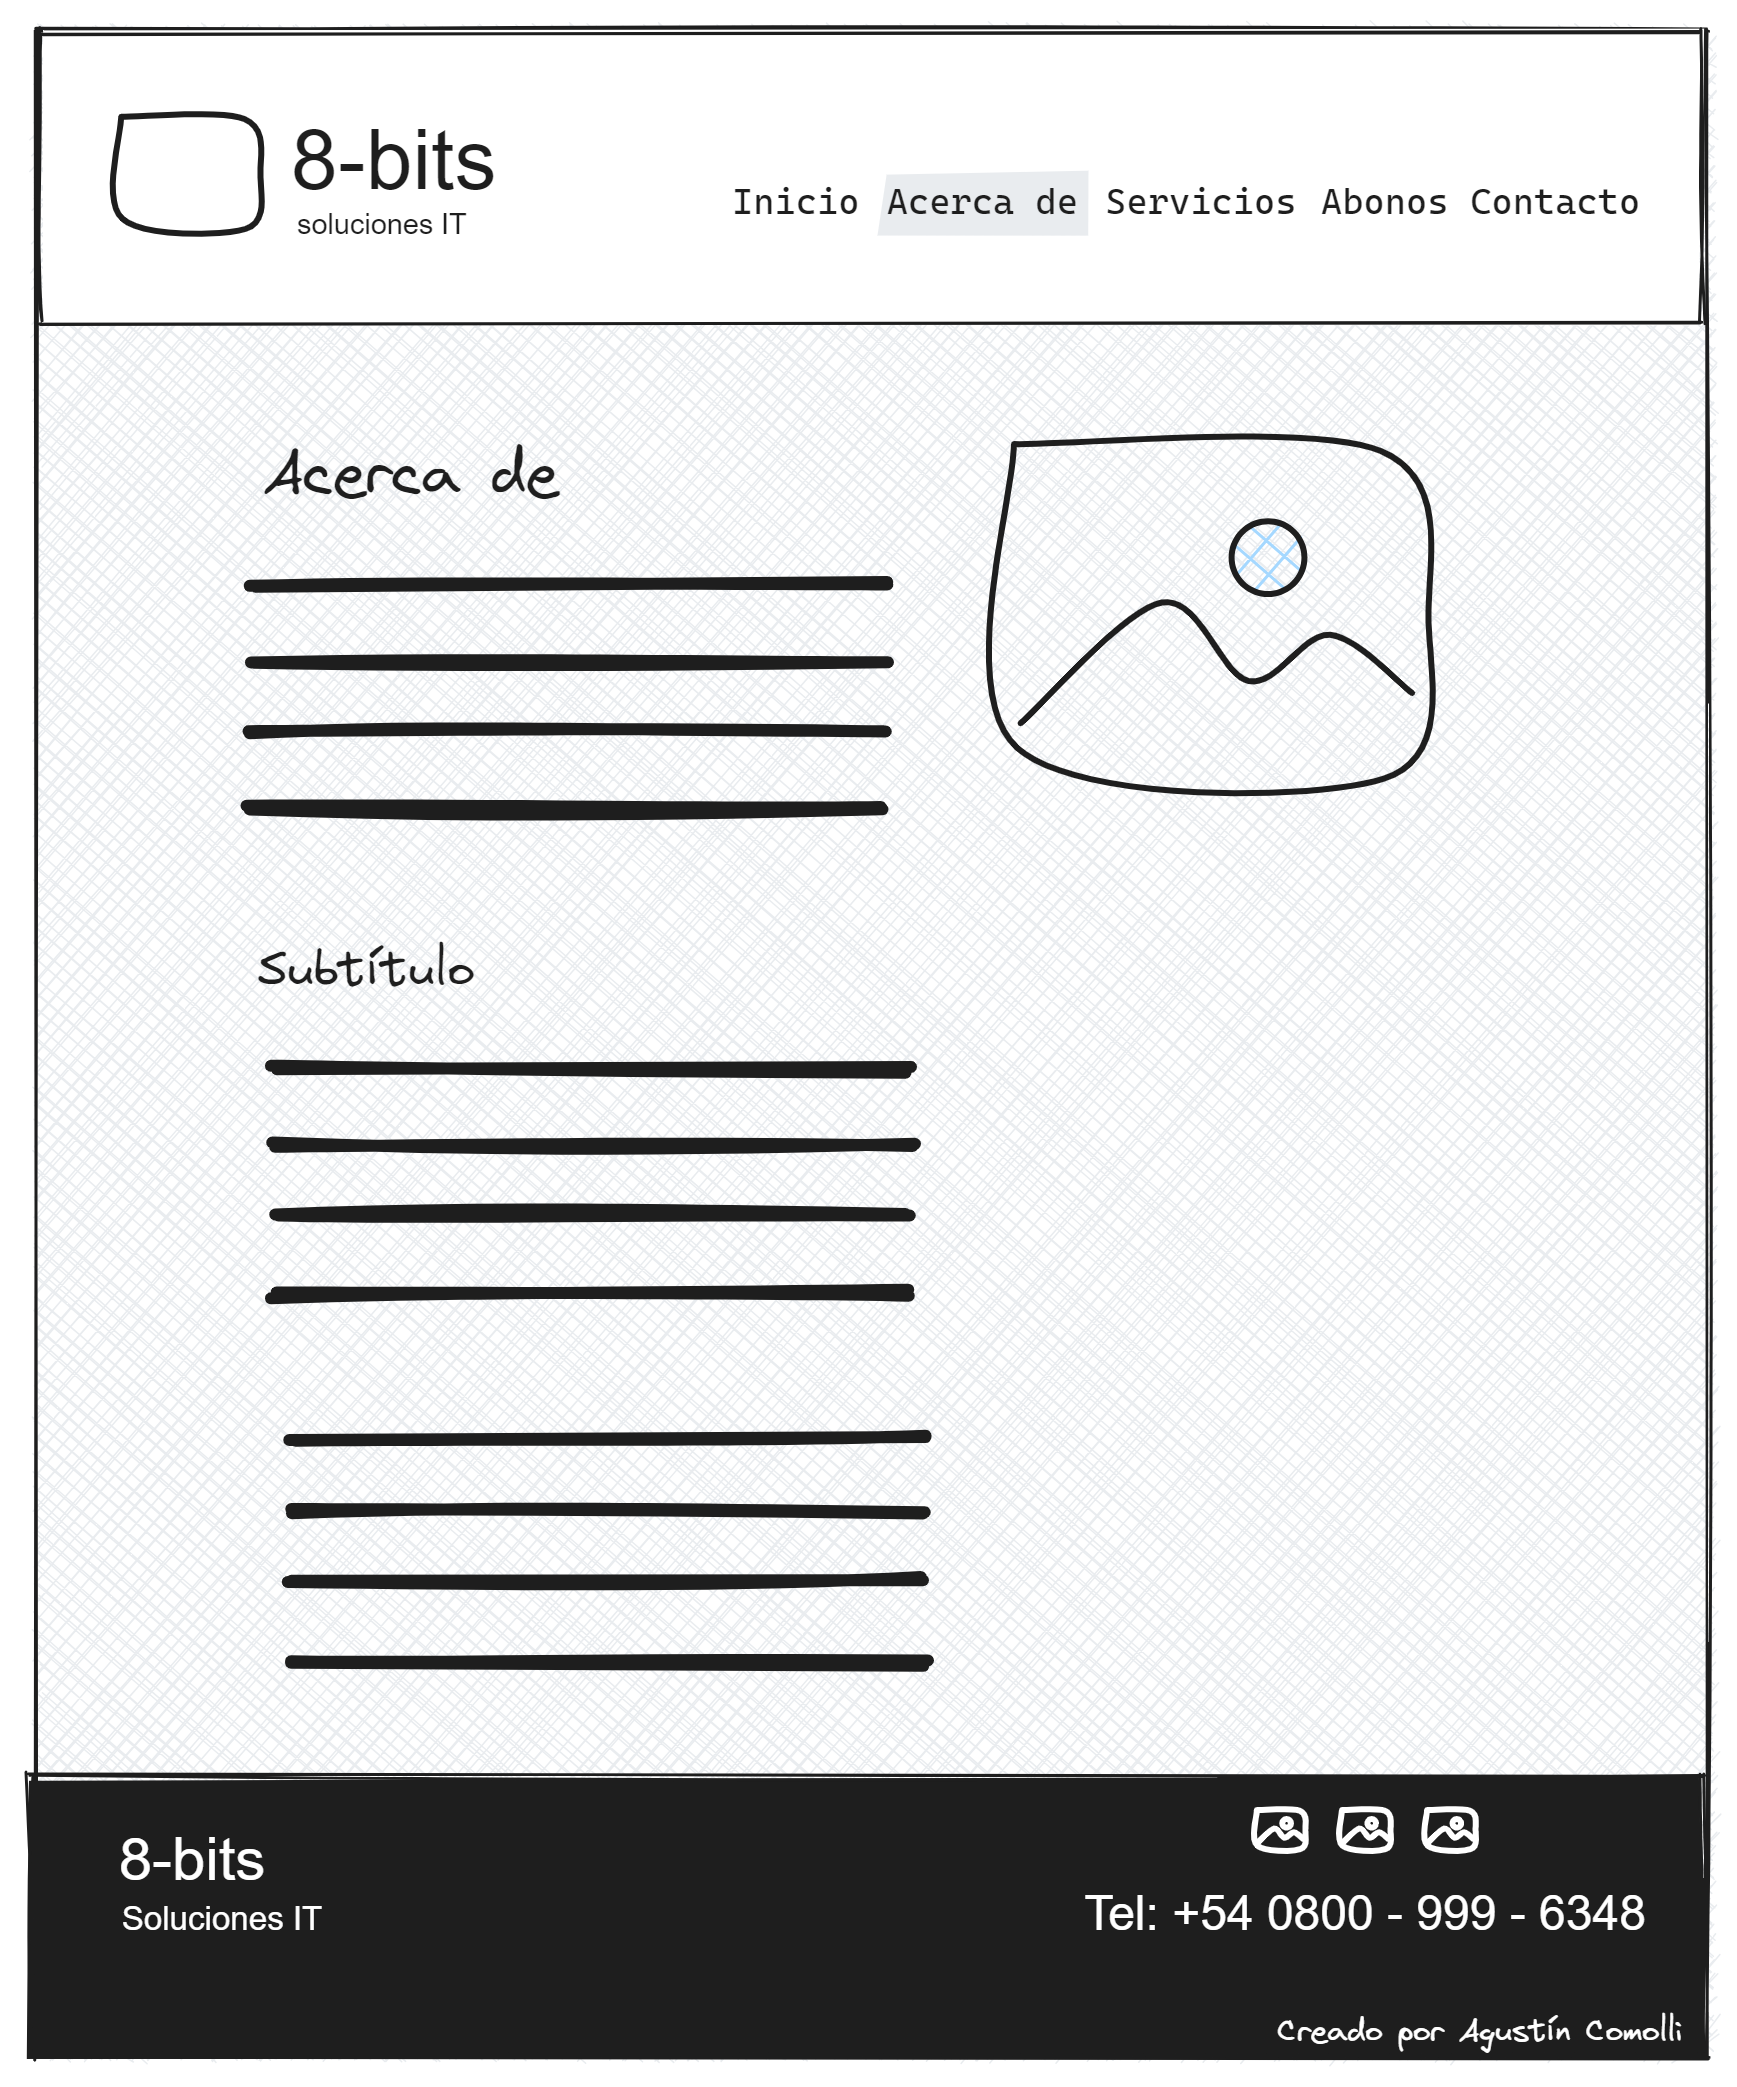 8-bits
soluciones IT
Inicio Acerca de Servicios Abonos Contacto
Acerca de
Subtítulo
8-bits
Soluciones IT
Tel: +54 0800 - 999 - 6348
Creado por Agustín Comolli